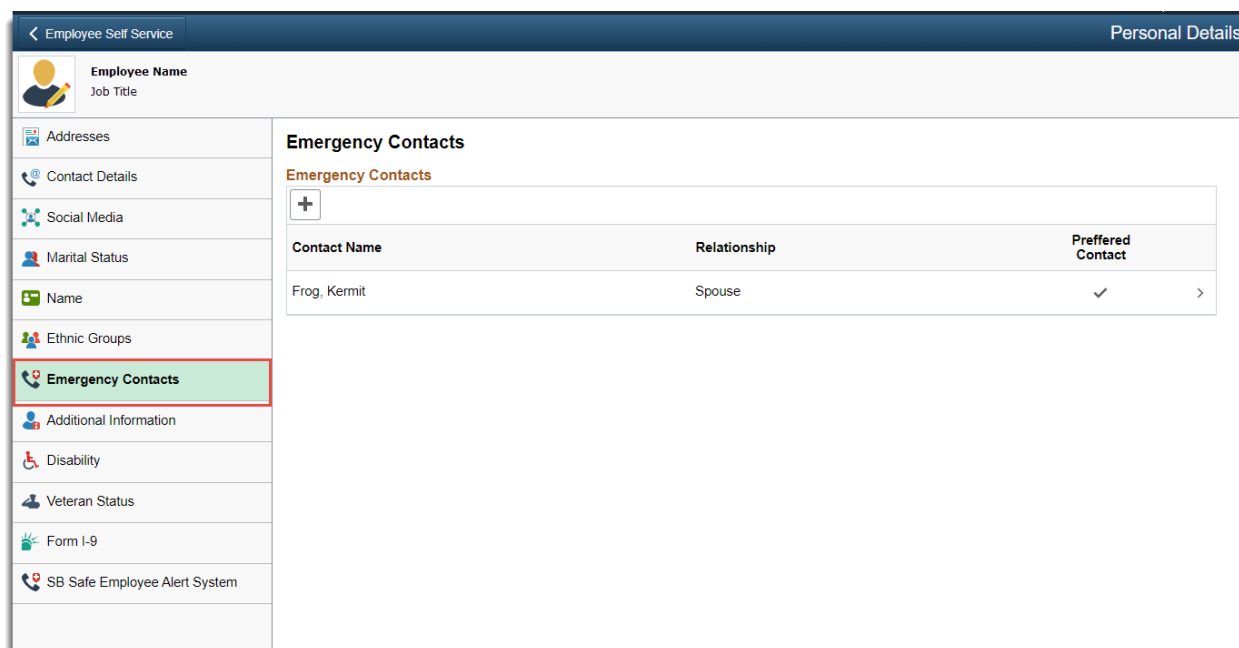 Employee Self Service
Personal Details
Employee Name
Job Title
Addresses
Contact Details
Social Media
Marital Status
Name
Ethnic Groups
Emergency Contacts
Additional Information
Disability
Veteran Status
Form I-9
SB Safe Employee Alert System
Emergency Contacts
Emergency Contacts
Contact Name
Relationship
Preffered
Contact
Frog, Kermit
Spouse